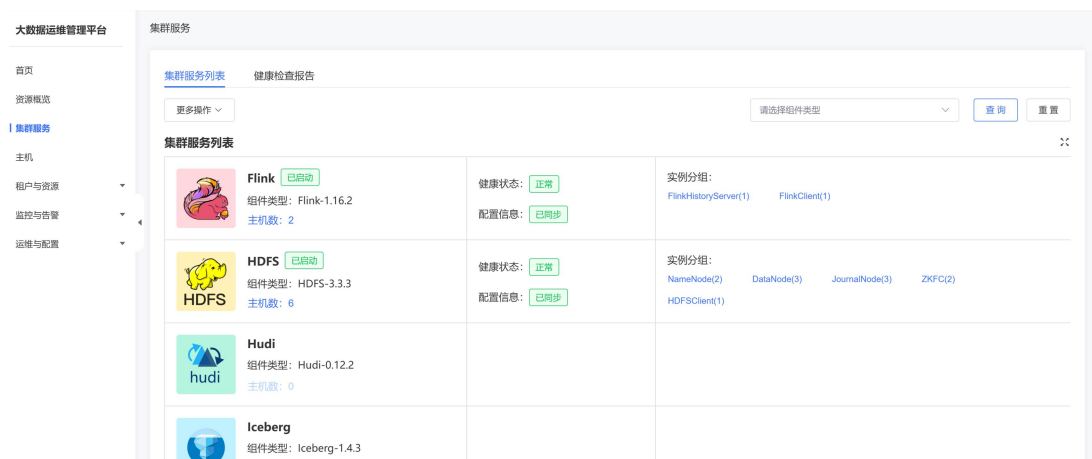 大数据运维管理平台
集群服务
首页
资源概览
集群服务
主机
租户与资源
监控与告警
运维与配置
集群服务列表 健康检查报告
更多操作 请选择组件类型 查询 重置
集群服务列表
Flink 已启动
组件类型：Flink-1.16.2
主机数：2
健康状态： 正常
配置信息： 已同步
实例分组：
FlinkHistoryServer(1) FlinkClient(1)
HDFS
HDFS 已启动
组件类型：HDFS-3.3.3
主机数：6
健康状态： 正常
配置信息： 已同步
实例分组：
NameNode(2) DataNode(3) JournalNode(3) ZKFC(2)
HDFSClient(1)
hudi
Hudi
组件类型：Hudi-0.12.2
主机数：0
Iceberg
组件类型：Iceberg-1.4.3